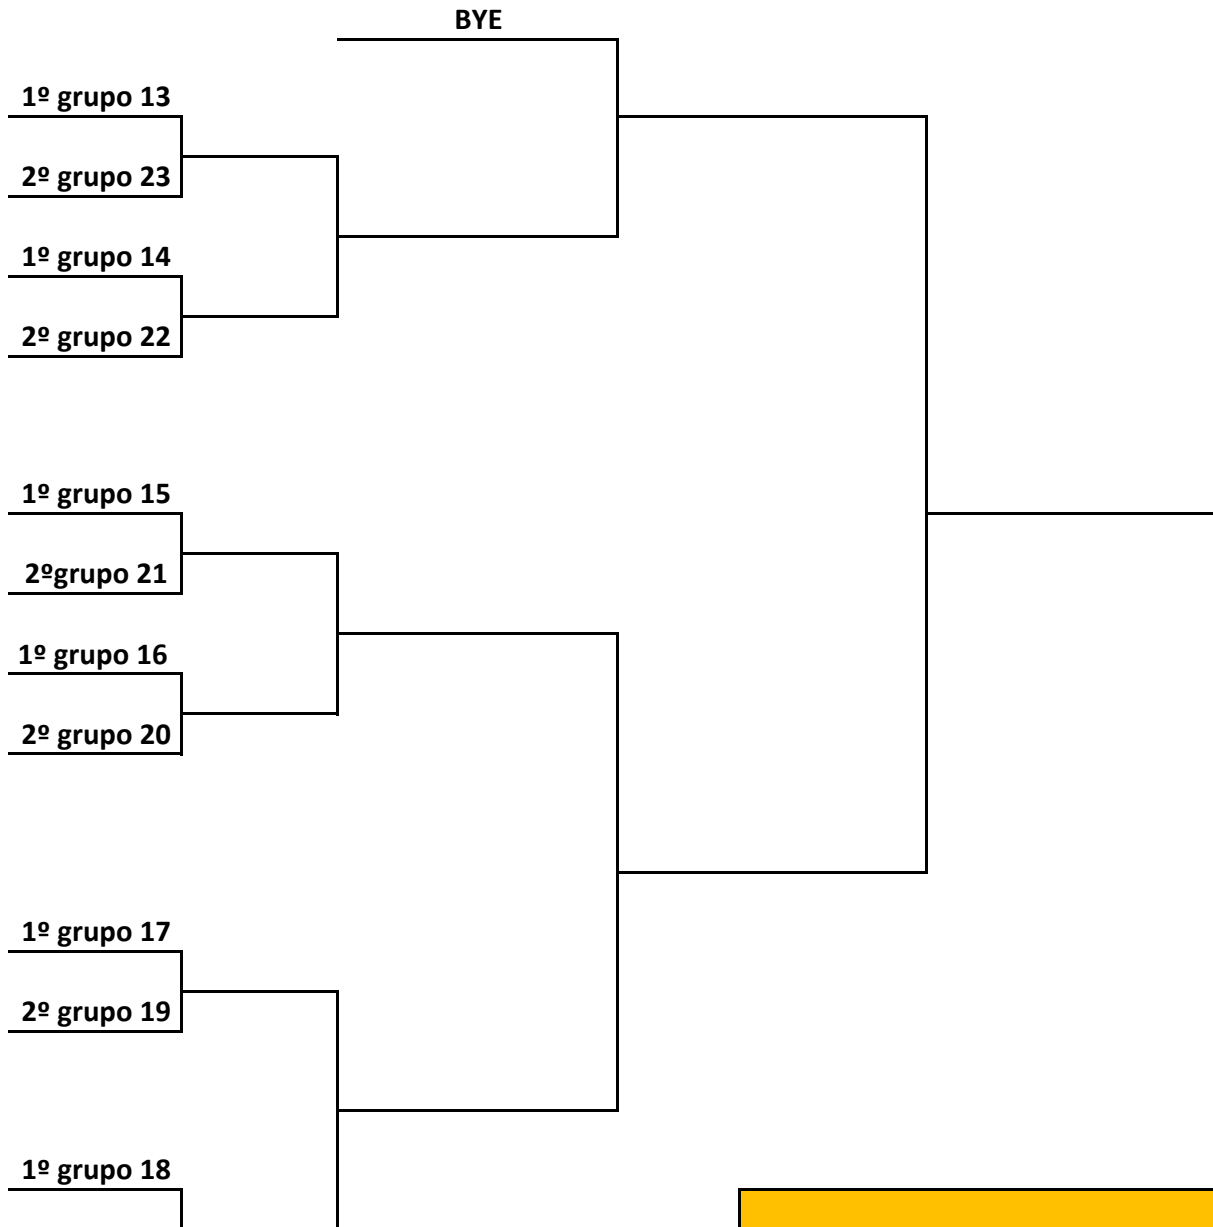 BYE
1º grupo 13
2º grupo 23
1º grupo 14
2º grupo 22
1º grupo 15
2ºgrupo 21
1º grupo 16
2º grupo 20
1º grupo 17
2º grupo 19
1º grupo 18